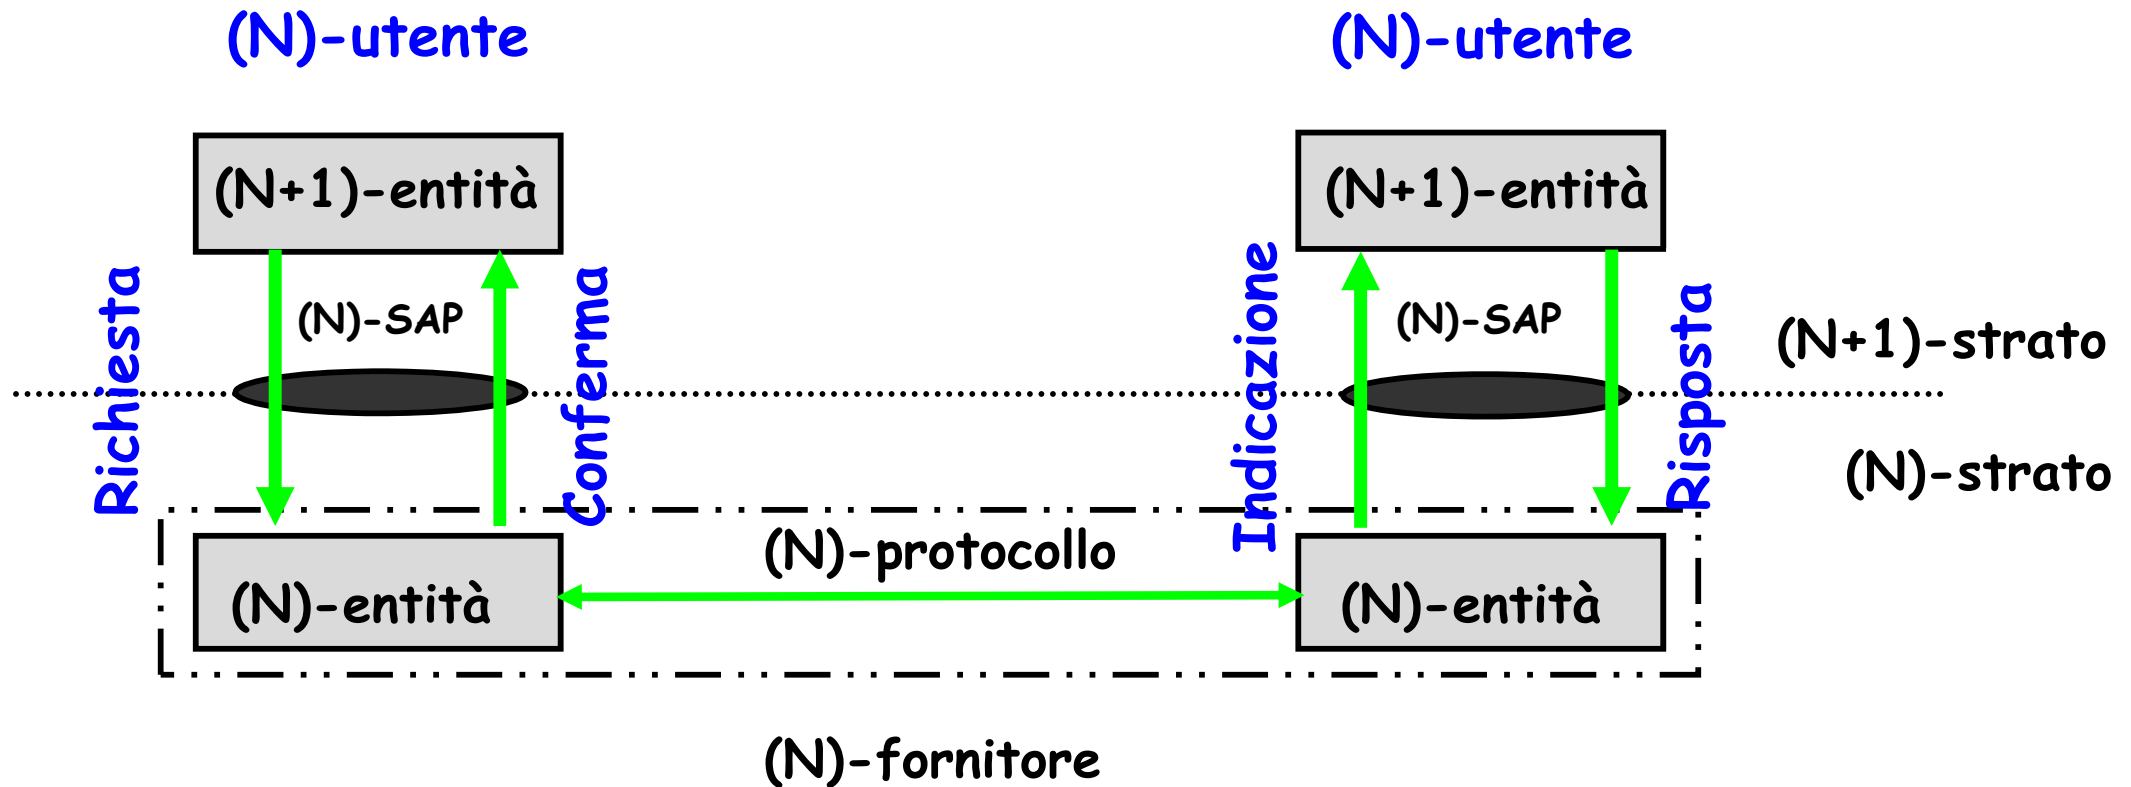 (N)-utente
(N)-utente
(N+1)-entità
(N+1)-entità
Richiesta
(N)-SAP
Conferma
Indicazione
(N)-SAP
Risposta
(N+1)-strato
(N)-strato
(N)-protocollo
(N)-entità
(N)-entità
(N)-fornitore